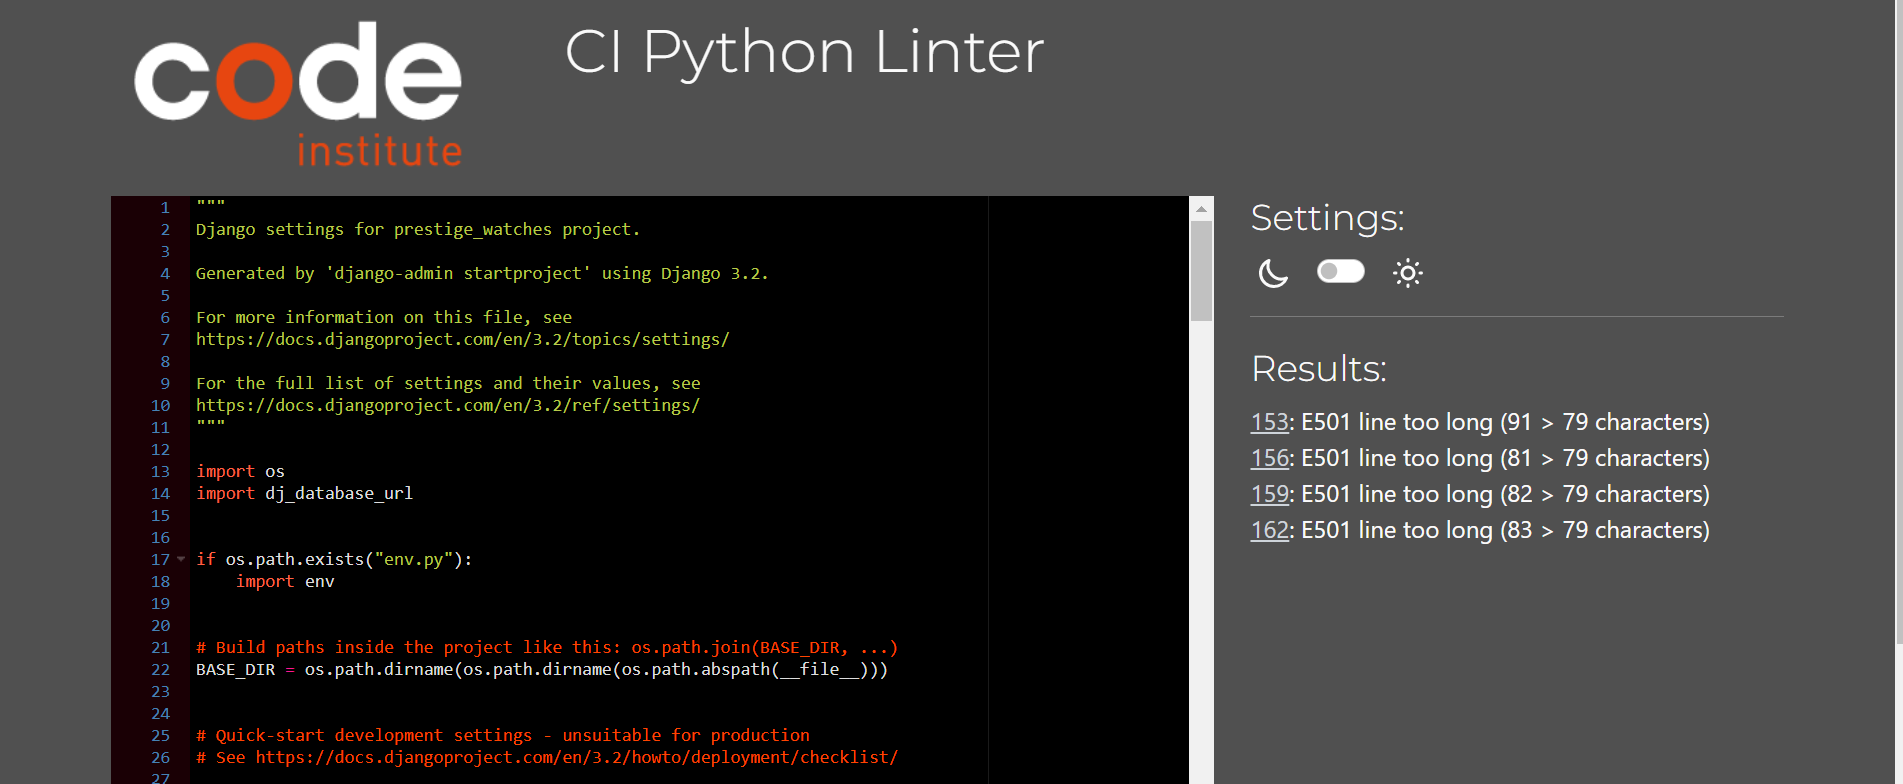 code
institute
CI Python Linter
1 """
2 Django settings for prestige_watches project.
3
4 Generated by 'django-admin startproject' using Django 3.2.
5
6 For more information on this file, see
7 https://docs.djangoproject.com/en/3.2/topics/settings/
8
9 For the full list of settings and their values, see
10 https://docs.djangoproject.com/en/3.2/ref/settings/
11 """
12
13 import os
14 import dj_database_url
15
16
17 if os.path.exists("env.py"):
18 import env
19
20
21 # Build paths inside the project like this: os.path.join(BASE_DIR, ...)
22 BASE_DIR = os.path.dirname(os.path.dirname(os.path.abspath(__file__)))
23
24
25 # Quick-start development settings - unsuitable for production
26 # See https://docs.djangoproject.com/en/3.2/howto/deployment/checklist/
27
Settings:
Results:
153: E501 line too long (91 > 79 characters)
156: E501 line too long (81 > 79 characters)
159: E501 line too long (82 > 79 characters)
162: E501 line too long (83 > 79 characters)